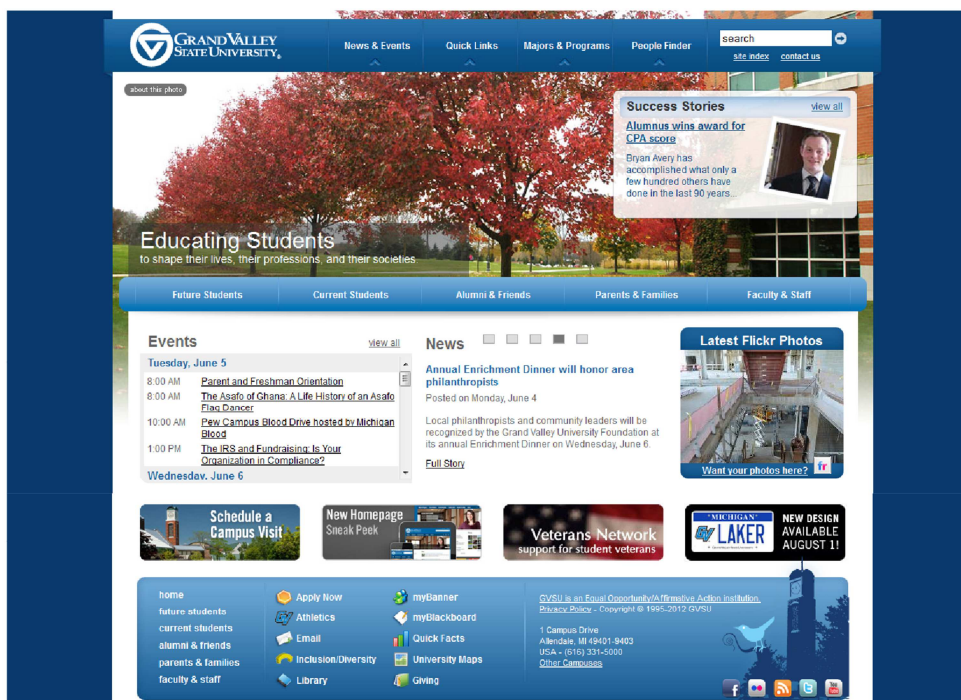 GRAND VALLEY
STATE UNIVERSITY®
News & Events
Quick Links
Majors & Programs
People Finder
search
site index
contact us
about this photo
Success Stories
view all
Alumnus wins award for
CPA score
Bryan Avery has
accomplished what only a
few hundred others have
done in the last 90 years...
Educating Students
to shape their lives, their professions, and their societies
Future Students
Current Students
Alumni & Friends
Parents & Families
Faculty & Staff
Events
view all
Tuesday, June 5
8:00 AM Parent and Freshman Orientation
8:00 AM The Asafo of Ghana: A Life History of an Asafo
Flag Dancer
10:00 AM Pew Campus Blood Drive hosted by Michigan
Blood
1:00 PM The IRS and Fundraising: Is Your
Organization in Compliance?
Wednesday, June 6
News
Annual Enrichment Dinner will honor area
philanthropists
Posted on Monday, June 4
Local philanthropists and community leaders will be
recognized by the Grand Valley University Foundation at
its annual Enrichment Dinner on Wednesday, June 6.
Full Story
Latest Flickr Photos
Want your photos here?
fr
Schedule a
Campus Visit
New Homepage
Sneak Peek
Veterans Network
support for student veterans
MICHIGAN
GV LAKER
NEW DESIGN
AVAILABLE
AUGUST 1!
home
future students
current students
alumni & friends
parents & families
faculty & staff
Apply Now
Athletics
Email
Inclusion/Diversity
Library
myBanner
myBlackboard
Quick Facts
University Maps
Giving
GVSU is an Equal Opportunity/Affirmative Action institution.
Privacy Policy - Copyright © 1995-2012 GVSU
1 Campus Drive
Allendale, MI 49401-9403
USA - (616) 331-5000
Other Campuses